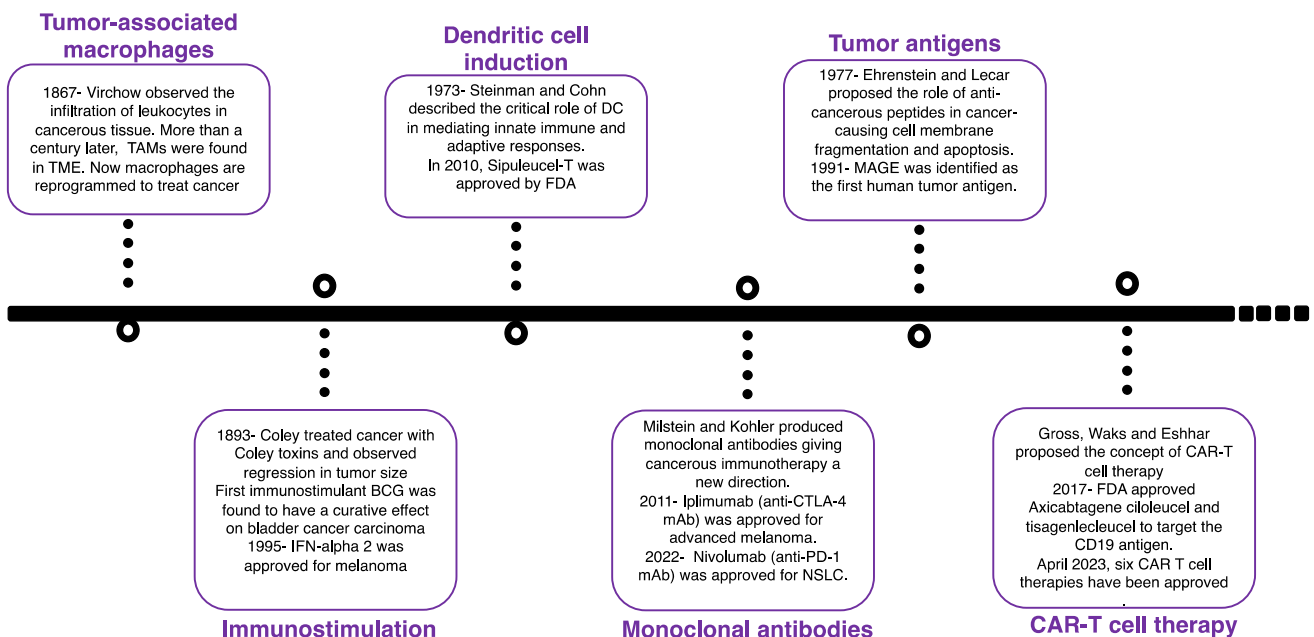 Tumor-associated
macrophages
1867- Virchow observed the
infiltration of leukocytes in
cancerous tissue. More than a
century later, TAMs were found
in TME. Now macrophages are
reprogrammed to treat cancer
Dendritic cell
induction
1973- Steinman and Cohn
described the critical role of DC
in mediating innate immune and
adaptive responses.
In 2010, Sipuleucel-T was
approved by FDA
Tumor antigens
1977- Ehrenstein and Lecar
proposed the role of anti-
cancerous peptides in cancer-
causing cell membrane
fragmentation and apoptosis.
1991- MAGE was identified as
the first human tumor antigen.
1893- Coley treated cancer with
Coley toxins and observed
regression in tumor size
First immunostimulant BCG was
found to have a curative effect
on bladder cancer carcinoma
1995- IFN-alpha 2 was
approved for melanoma
Immunostimulation
Milstein and Kohler produced
monoclonal antibodies giving
cancerous immunotherapy a
new direction.
2011- Iplimumab (anti-CTLA-4
mAb) was approved for
advanced melanoma.
2022- Nivolumab (anti-PD-1
mAb) was approved for NSLC.
Monoclonal antibodies
Gross, Waks and Eshhar
proposed the concept of CAR-T
cell therapy
2017- FDA approved
Axicabtagene ciloleucel and
tisagenlecleucel to target the
CD19 antigen.
April 2023, six CAR T cell
therapies have been approved
.
CAR-T cell therapy